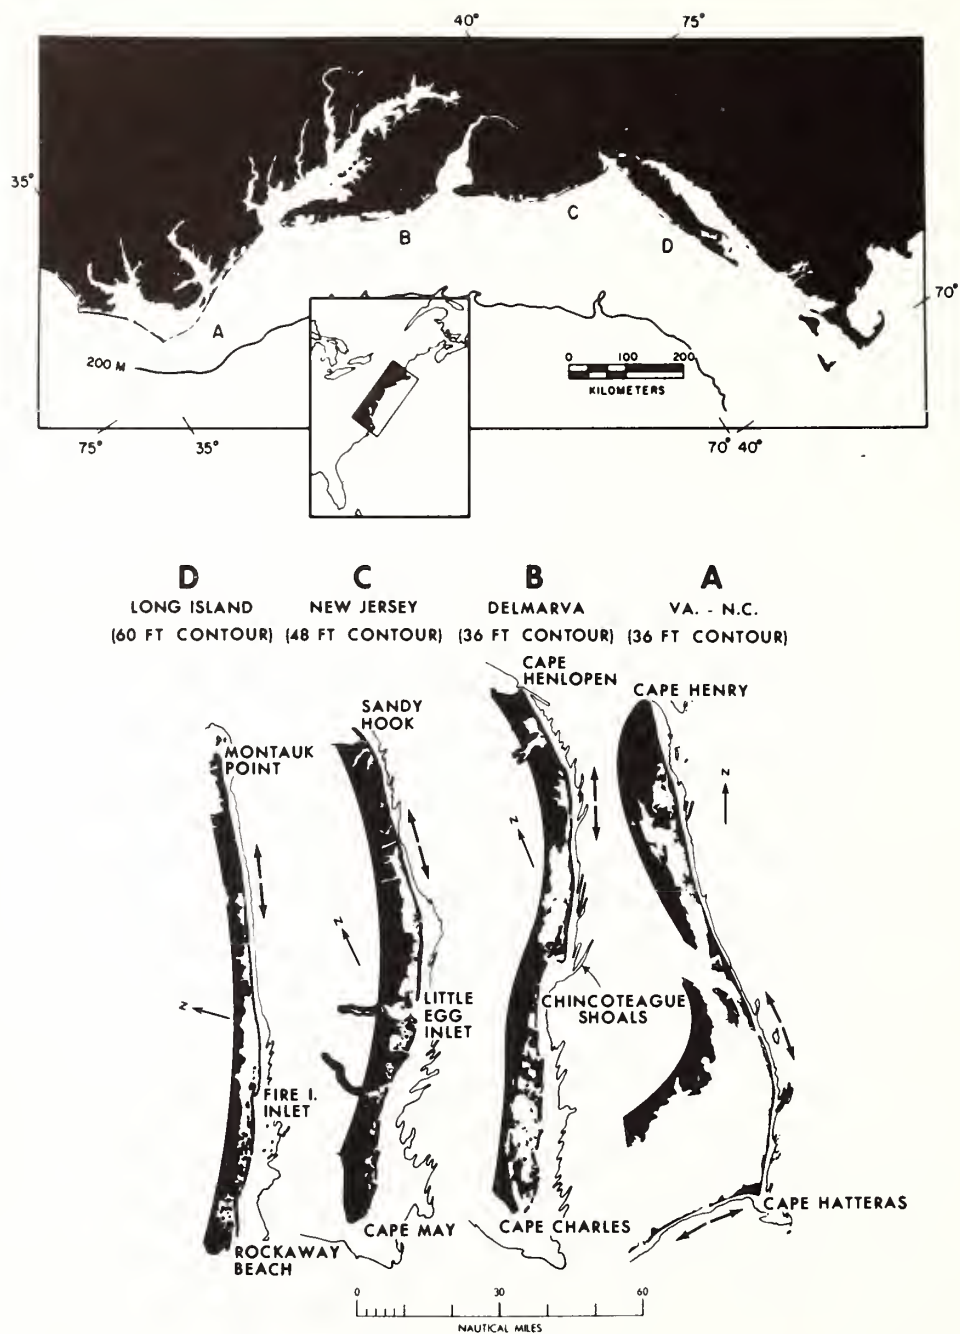 40°
75°
35°
C
B
D
A
70°
200 M
0 100 200
KILOMETERS
75°
35°
70° 40°
D
C
B
A
LONG ISLAND
NEW JERSEY
DELMARVA
VA. - N.C.
(60 FT CONTOUR)
(48 FT CONTOUR)
(36 FT CONTOUR)
(36 FT CONTOUR)
CAPE
HENLOPEN
CAPE HENRY
SANDY
HOOK
MONTAUK
POINT
N
N
N
N
LITTLE
EGG
INLET
CHINCOTEAGUE
SHOALS
FIRE I.
INLET
CAPE HATTERAS
CAPE MAY
CAPE CHARLES
ROCKAWAY
BEACH
0 30 60
NAUTICAL MILES